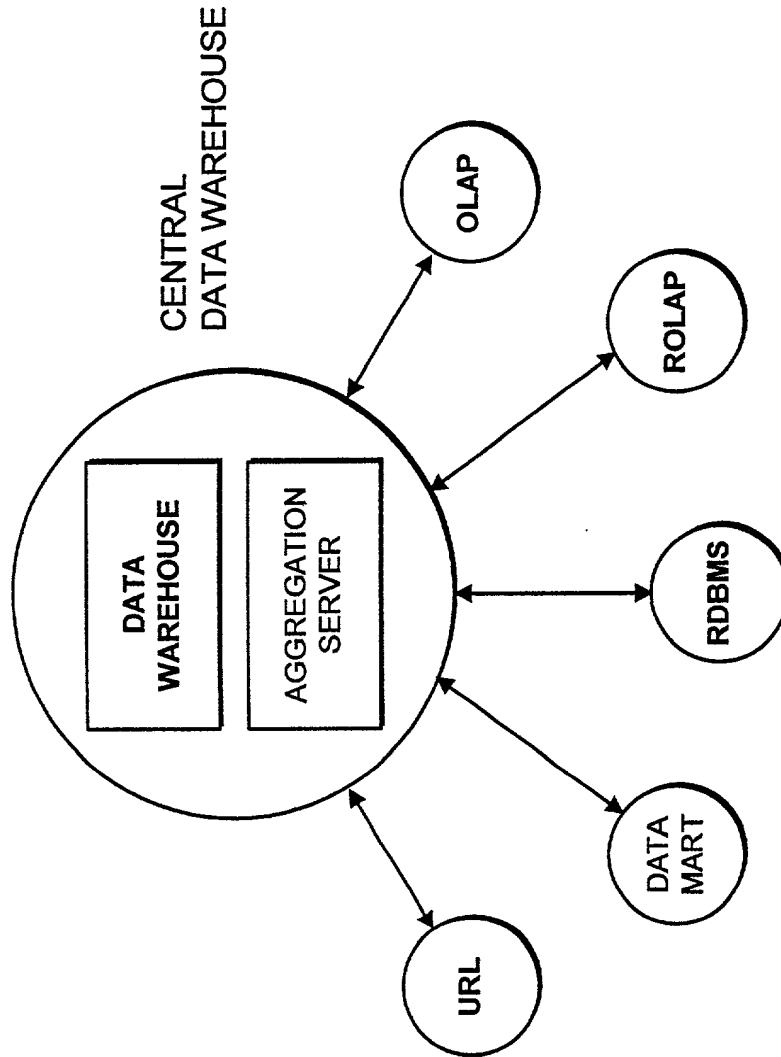 CENTRAL
DATA WAREHOUSE
DATA
WAREHOUSE
AGGREGATION
SERVER
URL
DATA
MART
RDBMS
ROLAP
OLAP